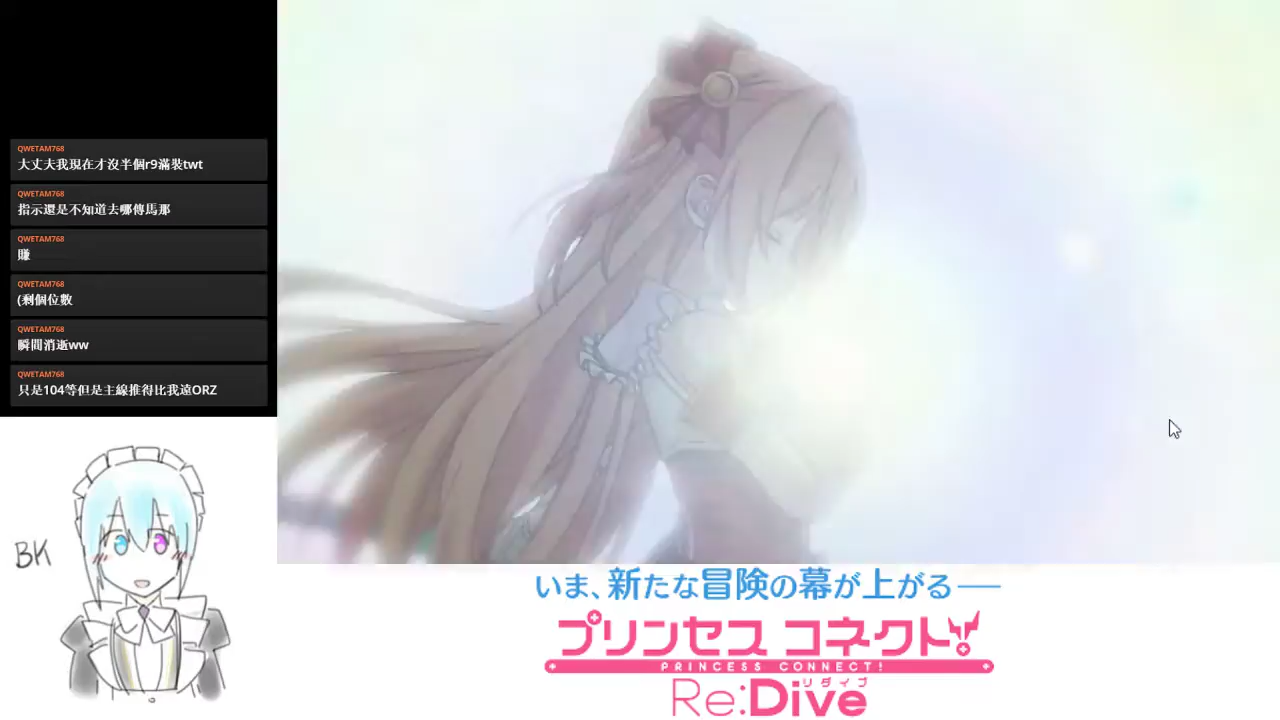 QWETAM768
大丈夫我現在才沒半個r9滿裝twt
QWETAM768
指示還是不知道去哪傳馬那
QWETAM768
賺
QWETAM768
(剩個位數
QWETAM768
瞬間消逝ww
QWETAM768
只是104等但是主線推得比我遠ORZ
BK
いま、新たな冒険の幕が上がる──
プリンセスコネクト!
PRINCESS CONNECT!
リダイブ
Re:Dive